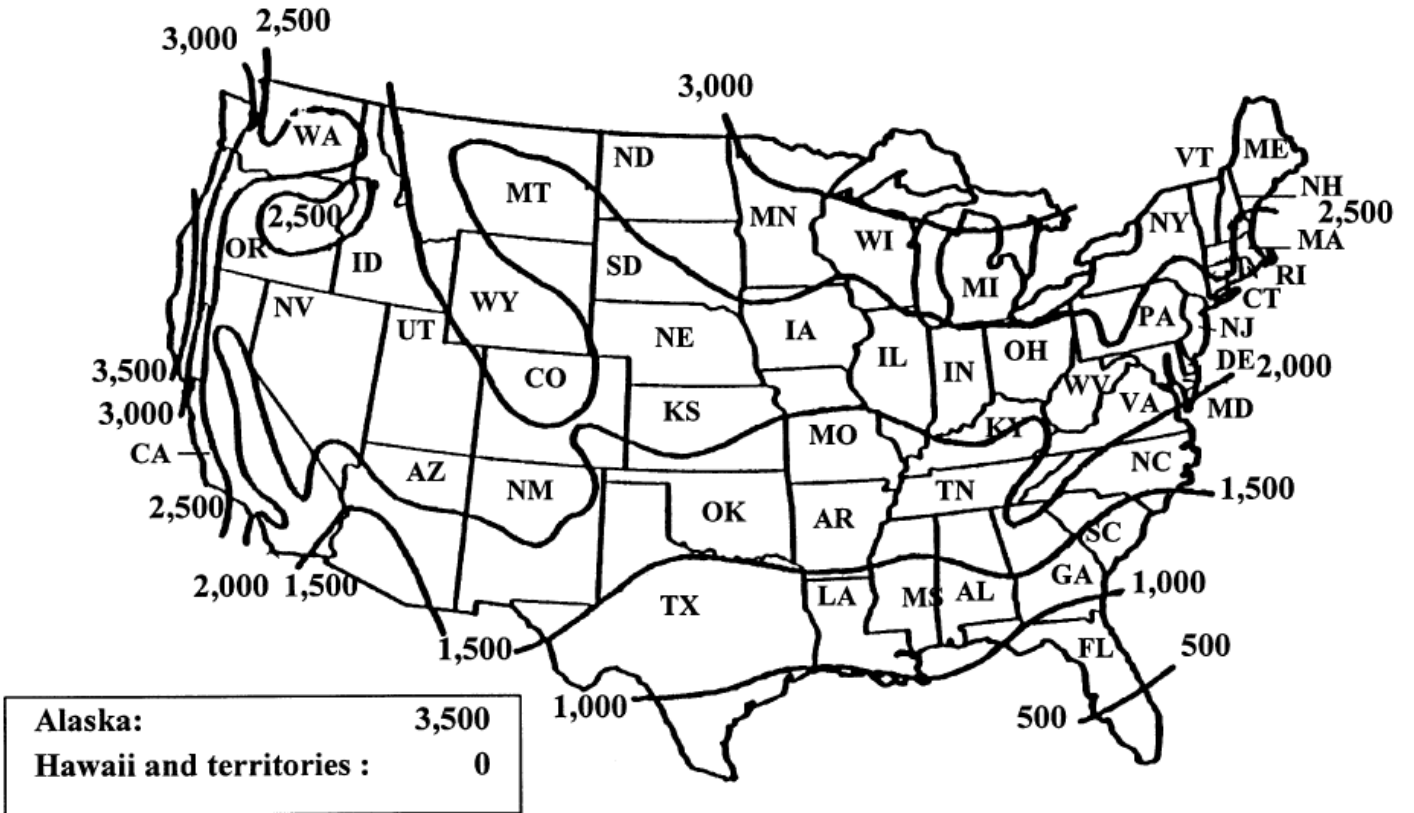 2,500
3,000
3,000
WA
ND
VT
ME
MT
NH
MN
NY
2,500
2,500
OR
WI
MA
ID
SD
MI
RI
WY
CT
NV
UT
NE
IA
PA
NJ
IL
OH
IN
DE
2,000
3,500
CO
WV
3,000
KS
VA
MD
MO
KY
CA
AZ
NM
TN
NC
1,500
2,500
OK
AR
SC
2,000
1,500
TX
LA
MS
AL
GA
1,000
1,500
FL
500
1,000
500
Alaska: 3,500
Hawaii and territories : 0